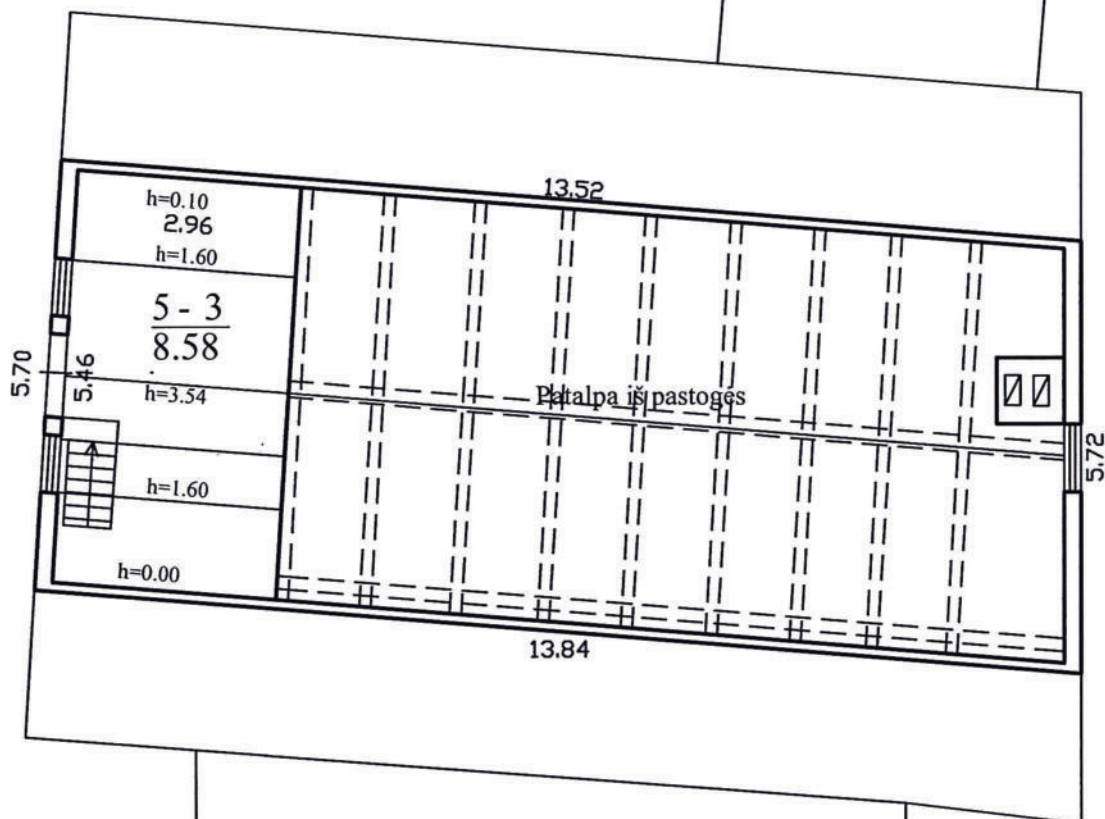 13.52
h=0.10
2.96
h=1.60
5 - 3
8.58
5.70
5.46
h=3.54
Patalpa iš pastogės
5.72
h=1.60
h=0.00
13.84